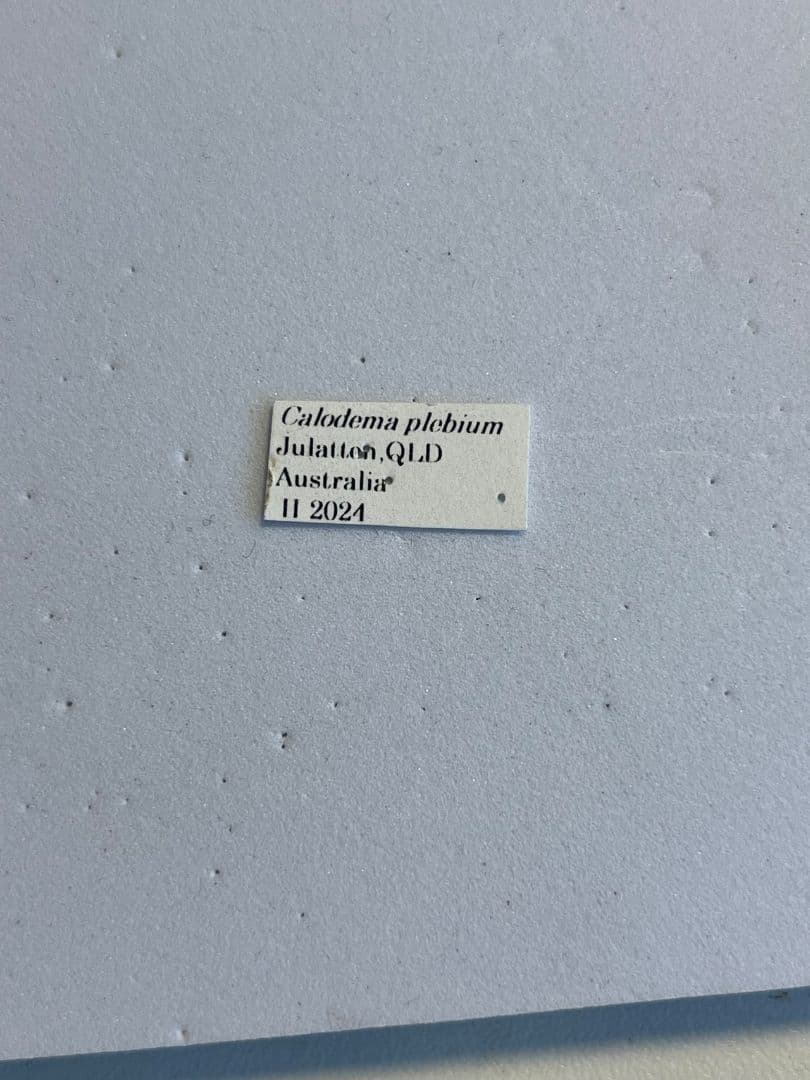 Calodema plebium
Julatten,QLD
Australia
II 2024